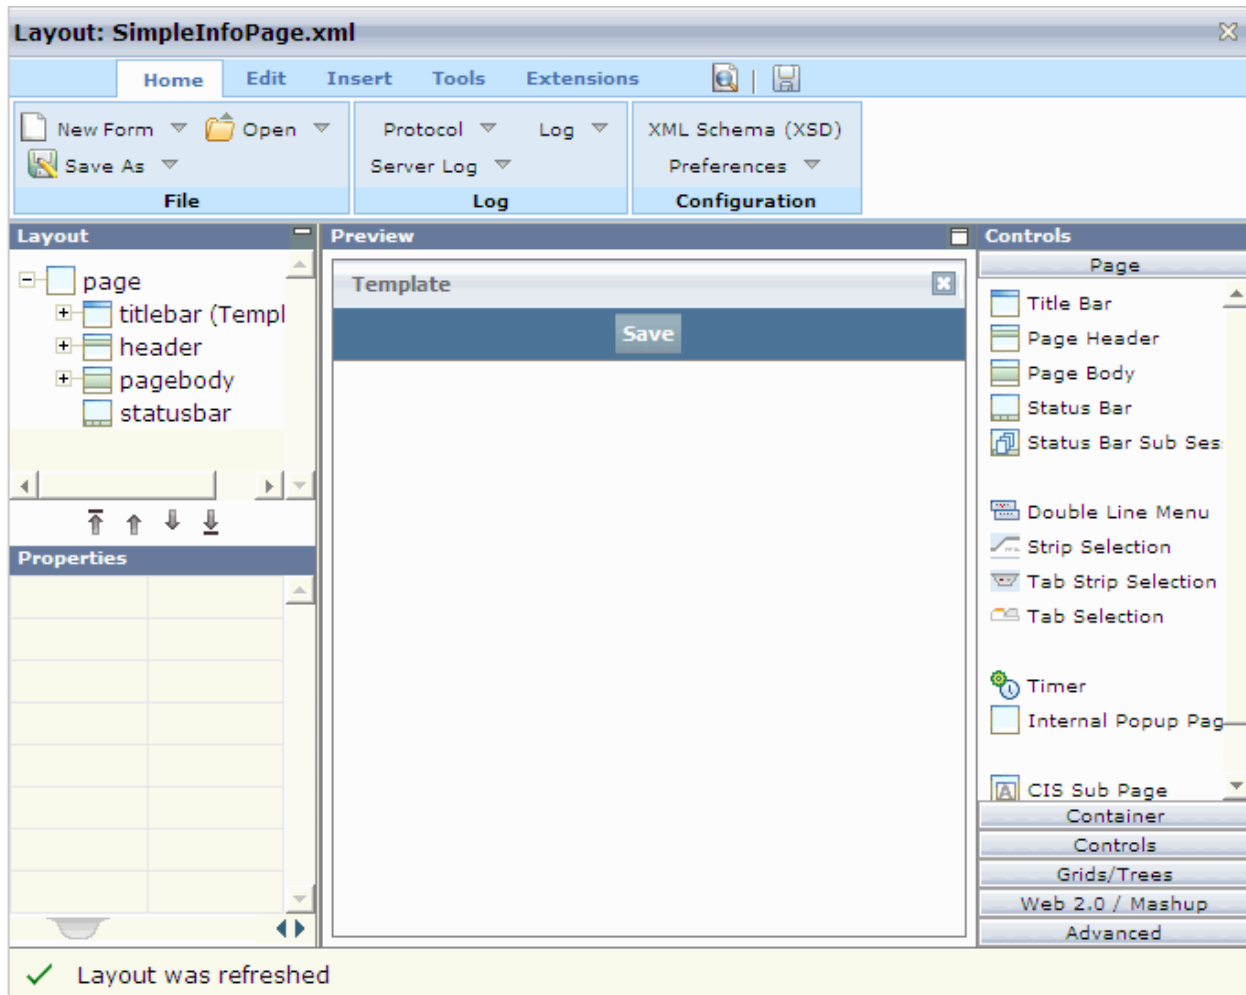 Layout: SimpleInfoPage.xml
Home Edit Insert Tools Extensions
New Form Open Protocol Log XML Schema (XSD)
Save As Server Log Preferences
File Log Configuration
Layout Preview Controls
Page
page
titlebar (Templ
header
pagebody
statusbar
Properties
Template
Save
Title Bar
Page Header
Page Body
Status Bar
Status Bar Sub Ses
Double Line Menu
Strip Selection
Tab Strip Selection
Tab Selection
Timer
Internal Popup Pag
CIS Sub Page
Container
Controls
Grids/Trees
Web 2.0 / Mashup
Advanced
Layout was refreshed